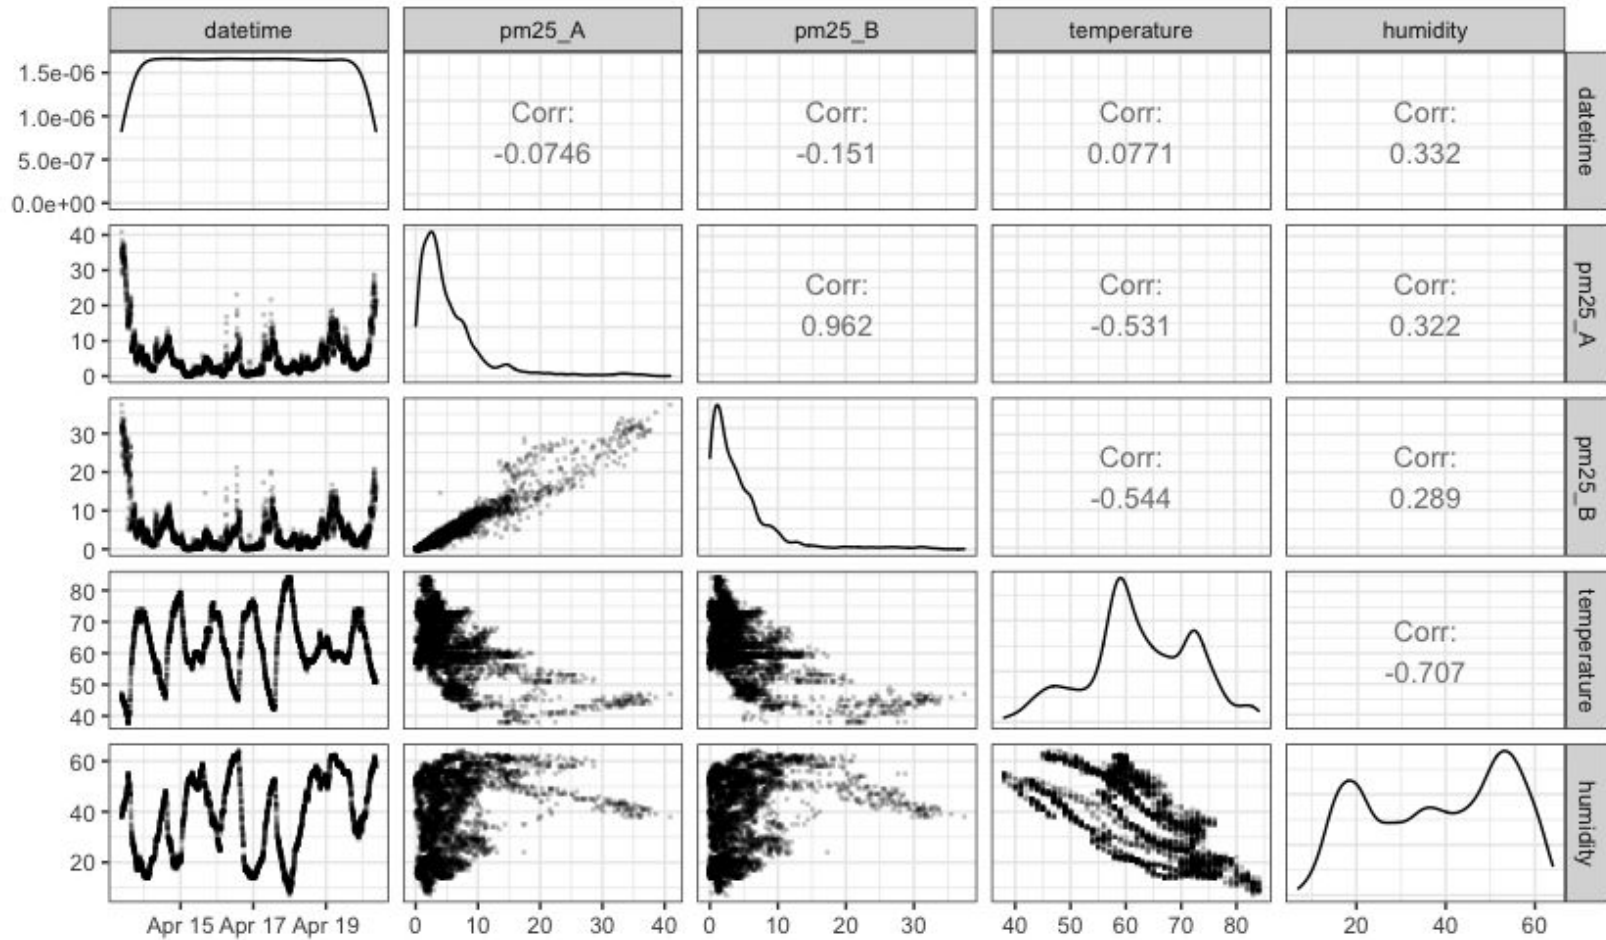 datetime pm25_A pm25_B temperature humidity
1.5e-06
1.0e-06
5.0e-07
0.0e+00
Corr:
-0.0746
Corr:
-0.151
Corr:
0.0771
Corr:
0.332
datetime
40
30
20
10
0
Corr:
0.962
Corr:
-0.531
Corr:
0.322
pm25_A
30
20
10
0
Corr:
-0.544
Corr:
0.289
pm25_B
80
70
60
50
40
Corr:
-0.707
temperature
60
40
20
humidity
Apr 15 Apr 17 Apr 19
0 10 20 30 40
0 10 20 30
40 50 60 70 80
20 40 60